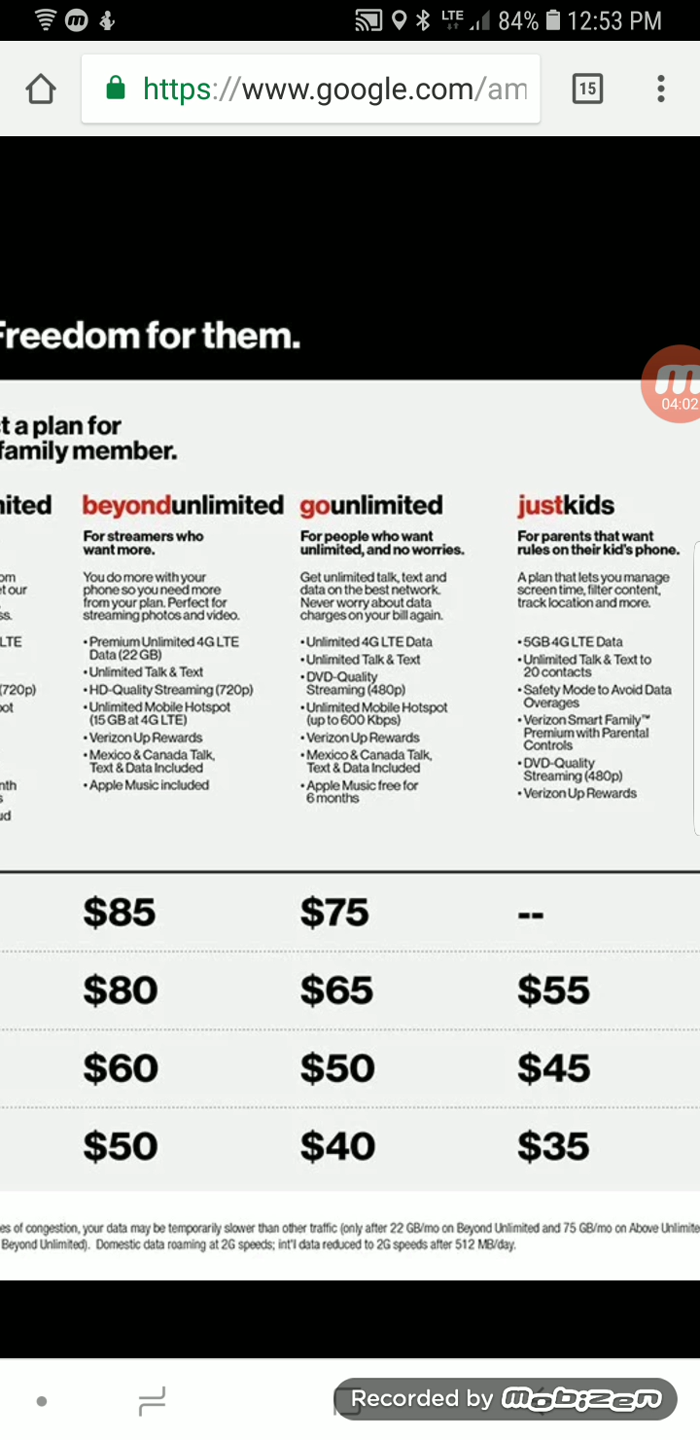 LTE 84% 12:53 PM
https://www.google.com/am
15
Freedom for them.
04:02
t a plan for
family member.
nited
beyondunlimited
For streamers who
want more.
You do more with your
phone so you need more
from your plan. Perfect for
streaming photos and video.
• Premium Unlimited 4G LTE
Data (22 GB)
• Unlimited Talk & Text
• HD-Quality Streaming (720p)
• Unlimited Mobile Hotspot
(15 GB at 4G LTE)
• Verizon Up Rewards
• Mexico & Canada Talk,
Text & Data Included
• Apple Music included
gounlimited
For people who want
unlimited, and no worries.
Get unlimited talk, text and
data on the best network.
Never worry about data
charges on your bill again.
• Unlimited 4G LTE Data
• Unlimited Talk & Text
• DVD-Quality
Streaming (480p)
• Unlimited Mobile Hotspot
(up to 600 Kbps)
• Verizon Up Rewards
• Mexico & Canada Talk,
Text & Data Included
• Apple Music free for
6 months
justkids
For parents that want
rules on their kid's phone.
A plan that lets you manage
screen time, filter content,
track location and more.
• 5GB 4G LTE Data
• Unlimited Talk & Text to
20 contacts
• Safety Mode to Avoid Data
Overages
• Verizon Smart Family™
Premium with Parental
Controls
• DVD-Quality
Streaming (480p)
• Verizon Up Rewards
om
t our
ss.
LTE
(720p)
oot
nth
s
ud
$85 $75 --
$80 $65 $55
$60 $50 $45
$50 $40 $35
es of congestion, your data may be temporarily slower than other traffic (only after 22 GB/mo on Beyond Unlimited and 75 GB/mo on Above Unlimite
Beyond Unlimited). Domestic data roaming at 2G speeds; int'l data reduced to 2G speeds after 512 MB/day.
Recorded by mobizen